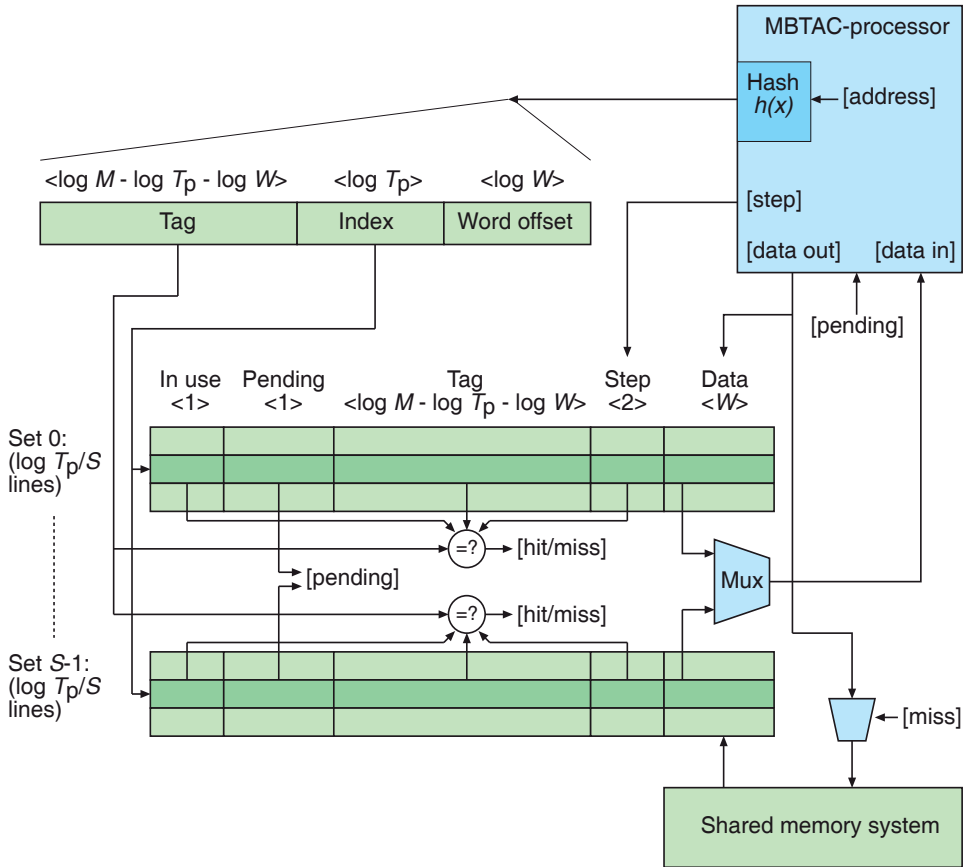 MBTAC-processor
Hash
h(x)
[address]
<log M - log Tp - log W>
<log Tp>
<log W>
[step]
Tag
Index
Word offset
[data out]
[data in]
[pending]
In use
<1>
Pending
<1>
Tag
<log M - log Tp - log W>
Step
<2>
Data
<W>
Set 0:
(log Tp/S
lines)
=?
[hit/miss]
[pending]
Mux
=?
[hit/miss]
Set S-1:
(log Tp/S
lines)
[miss]
Shared memory system